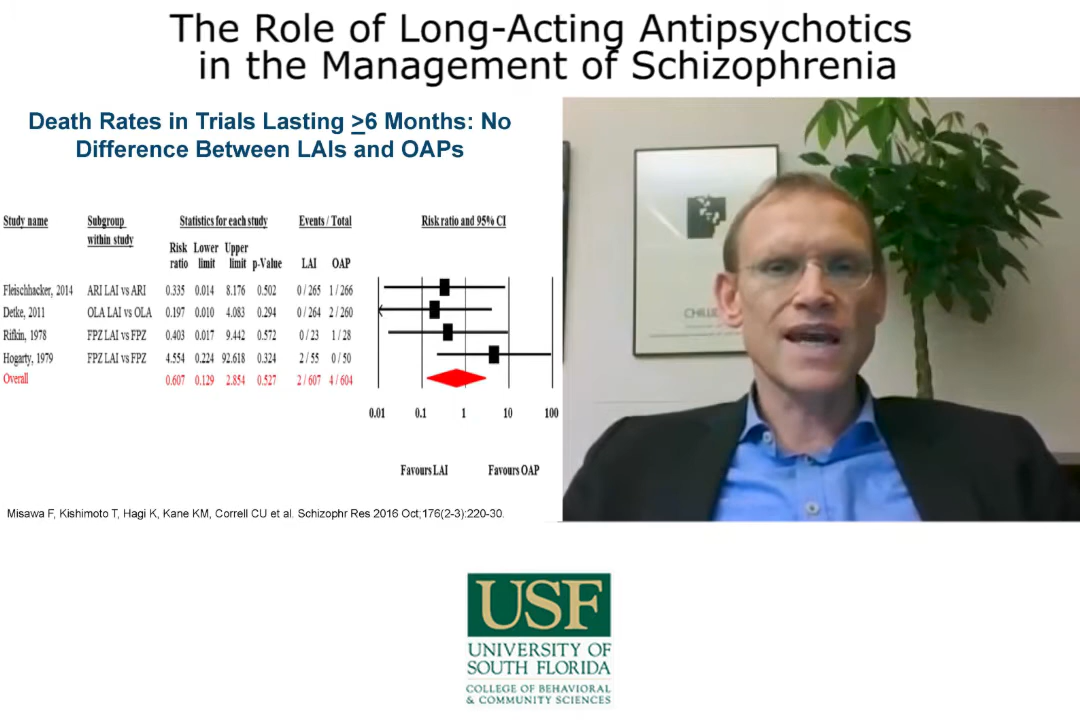 The Role of Long-Acting Antipsychotics
in the Management of Schizophrenia
Death Rates in Trials Lasting >6 Months: No
Difference Between LAIs and OAPs
Study name Subgroup within study Statistics for each study Events / Total Risk ratio and 95% CI
Risk ratio Lower limit Upper limit p-Value LAI OAP
Fleischhacker, 2014 ARI LAI vs ARI 0.335 0.014 8.176 0.502 0 / 265 1 / 266
Detke, 2011 OLA LAI vs OLA 0.197 0.010 4.083 0.294 0 / 264 2 / 260
Rifkin, 1978 FPZ LAI vs FPZ 0.403 0.017 9.442 0.572 0 / 23 1 / 28
Hogarty, 1979 FPZ LAI vs FPZ 4.554 0.224 92.618 0.324 2 / 55 0 / 50
Overall 0.607 0.129 2.854 0.527 2 / 607 4 / 604
0.01 0.1 1 10 100
Favours LAI Favours OAP
Misawa F, Kishimoto T, Hagi K, Kane KM, Correll CU et al. Schizophr Res 2016 Oct;176(2-3):220-30.
USF
UNIVERSITY OF
SOUTH FLORIDA
COLLEGE OF BEHAVIORAL
& COMMUNITY SCIENCES